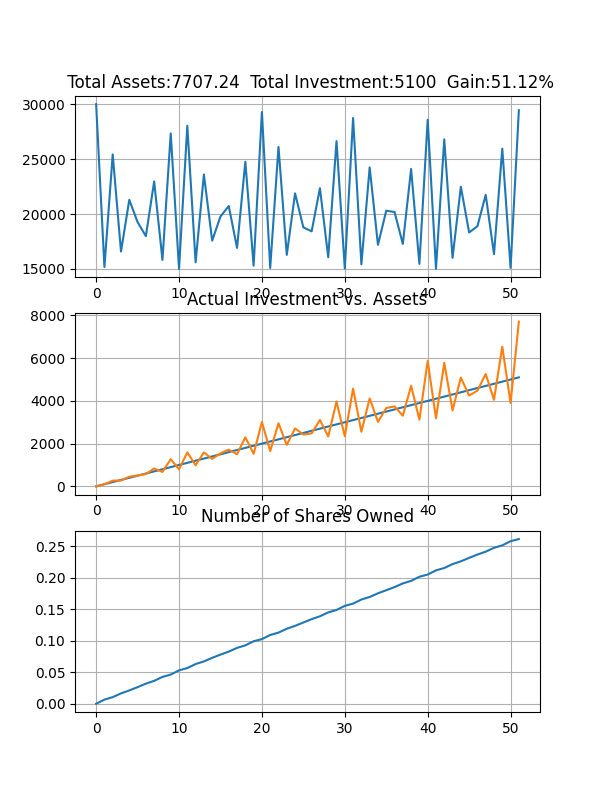 Total Assets:7707.24  Total Investment:5100  Gain:51.12%
30000
25000
20000
15000
0 10 20 30 40 50
Actual Investment vs. Assets
8000
6000
4000
2000
0
0 10 20 30 40 50
Number of Shares Owned
0.25
0.20
0.15
0.10
0.05
0.00
0 10 20 30 40 50